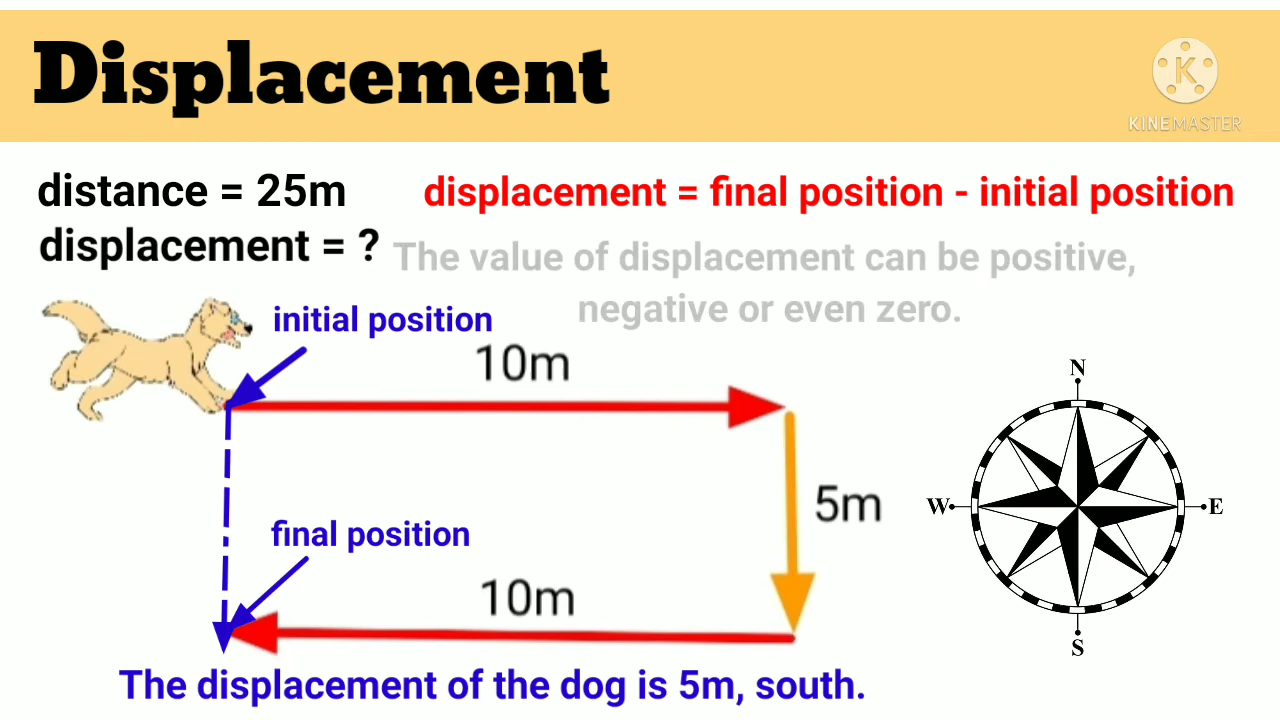 Displacement
K
KINEMASTER
distance = 25m
displacement = final position - initial position
displacement = ?
The value of displacement can be positive,
negative or even zero.
initial position
10m
N
5m
W
E
final position
10m
S
The displacement of the dog is 5m, south.